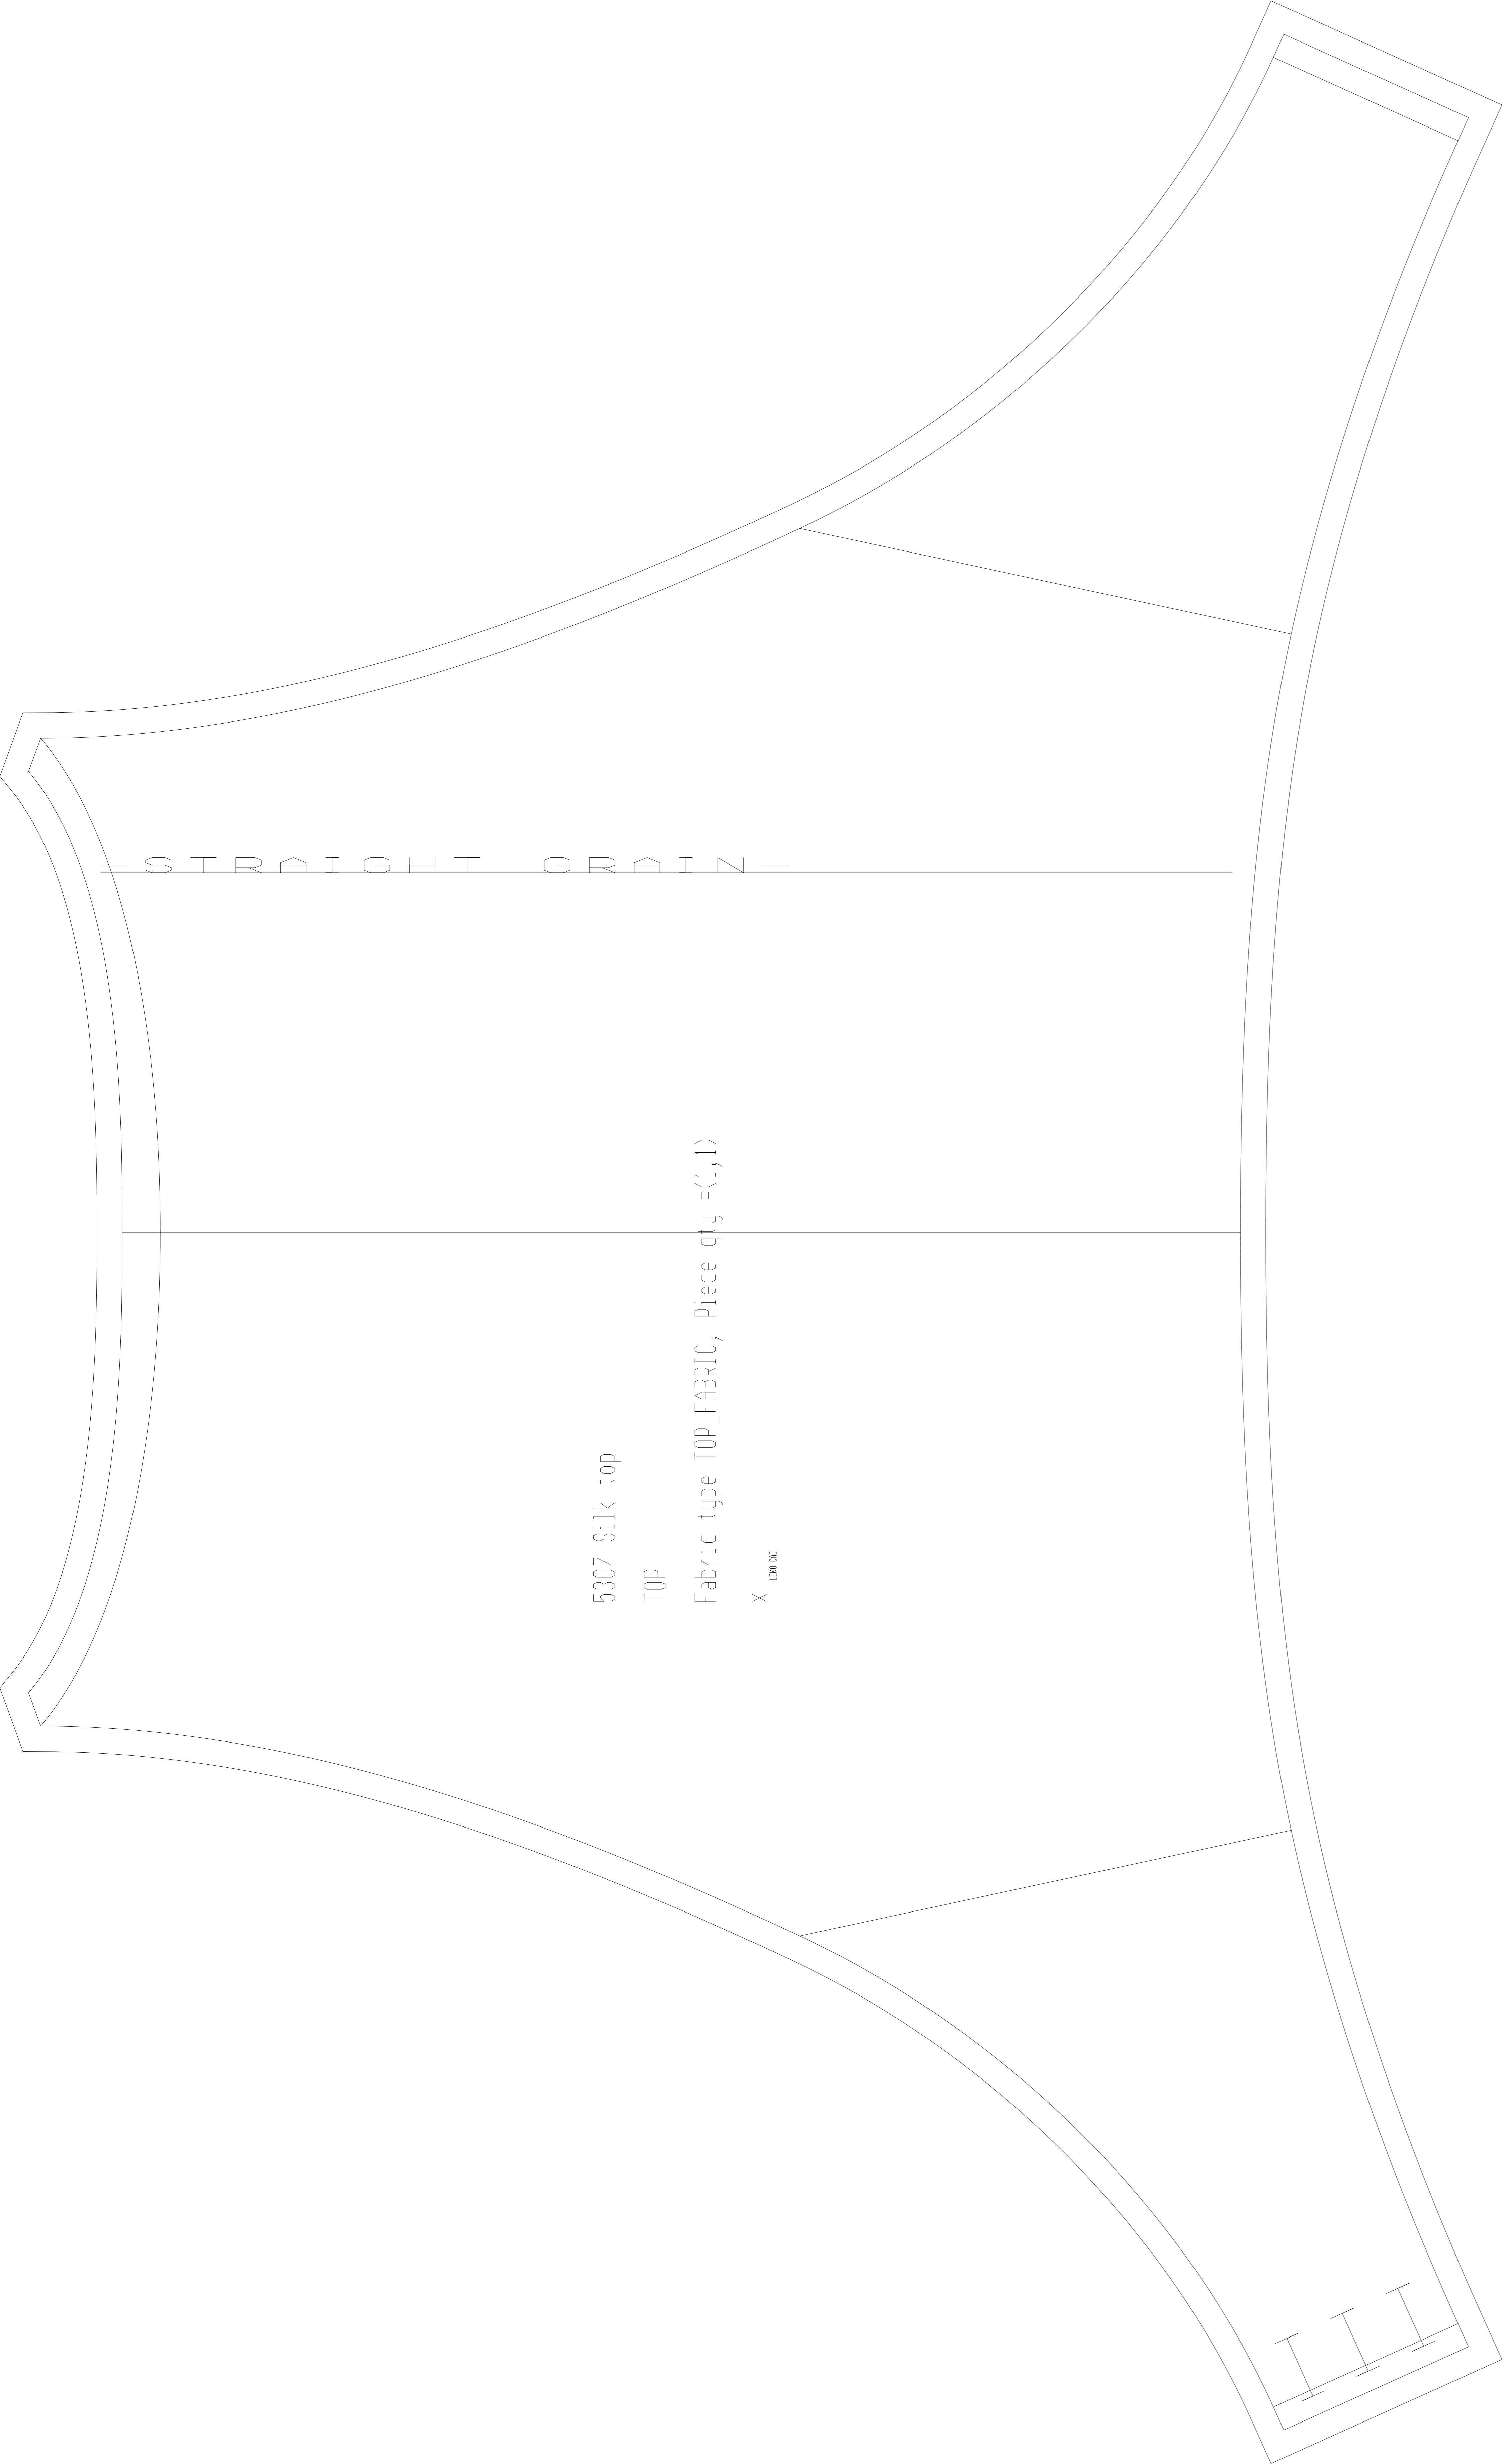 -STRAIGHT GRAIN-
5307 Silk top
TOP
Fabric type TOP_FABRIC, Piece qty =(1,1)
LEKO CAD